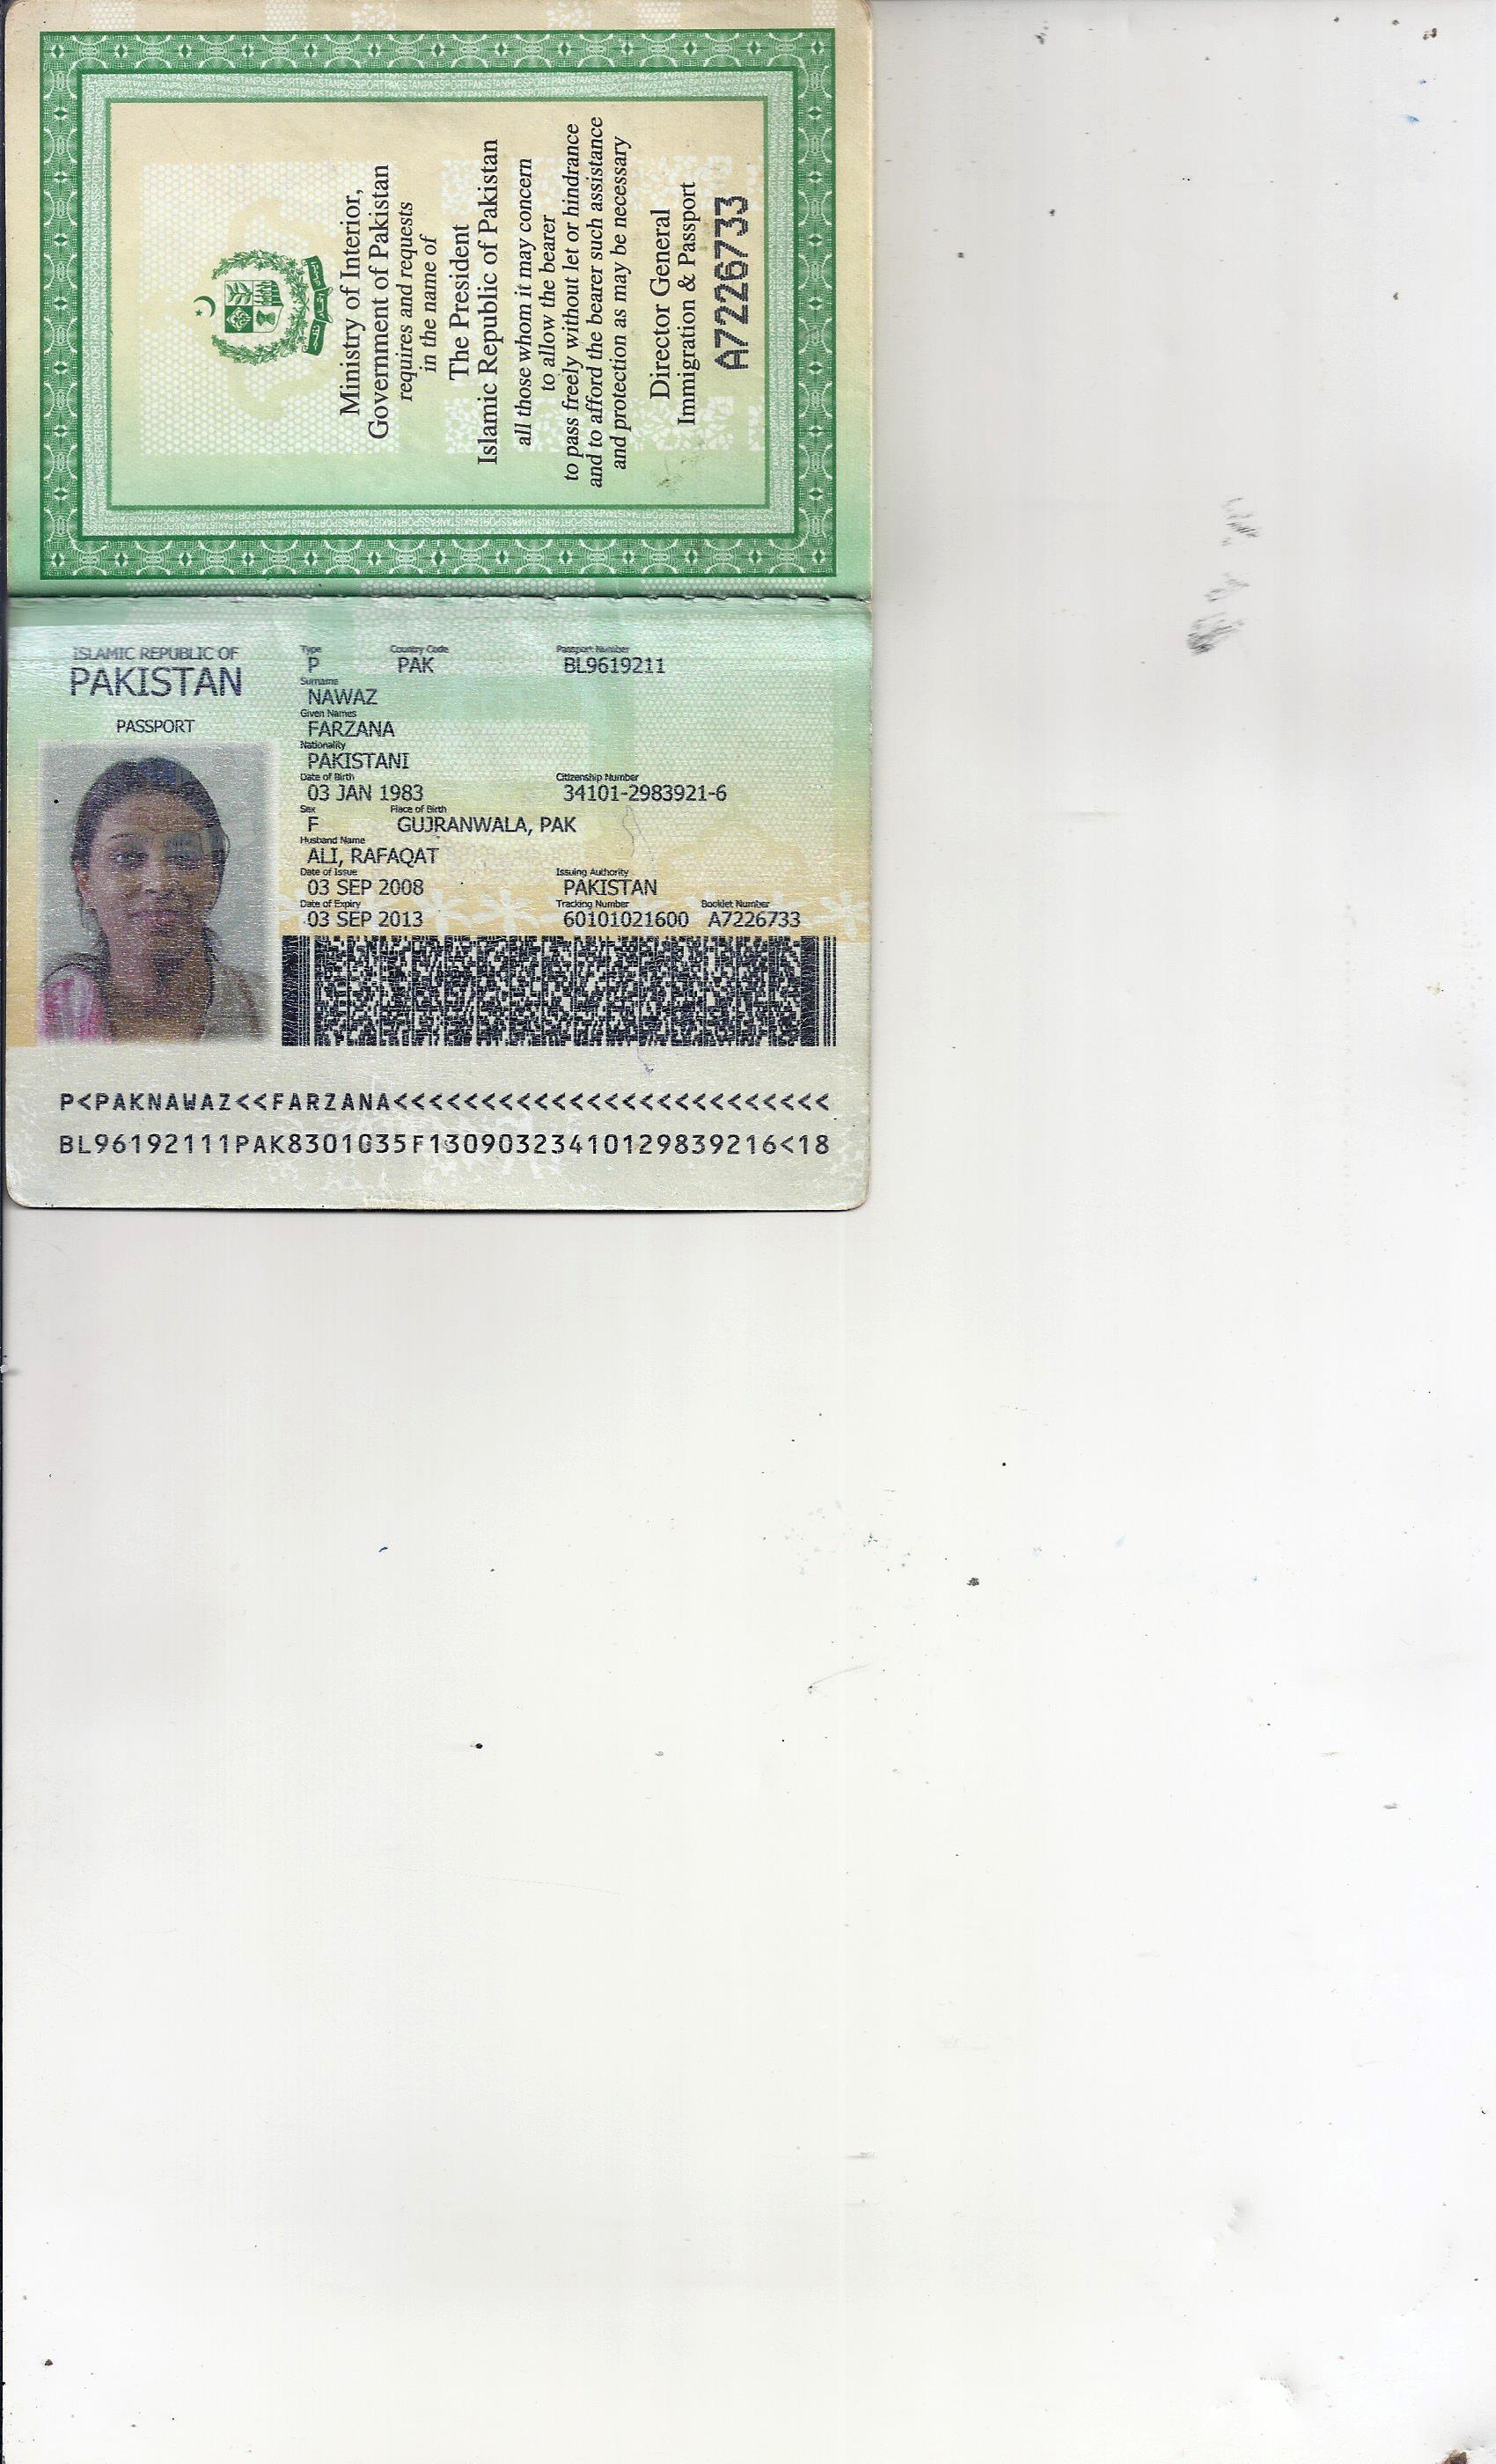 Ministry of Interior,
Government of Pakistan
requires and requests
in the name of
The President
Islamic Republic of Pakistan
all those whom it may concern
to allow the bearer
to pass freely without let or hindrance
and to afford the bearer such assistance
and protection as may be necessary
Director General
Immigration & Passport
A7226733
ISLAMIC REPUBLIC OF
PAKISTAN
PASSPORT
Type Country Code Passport Number
P PAK BL9619211
Surname
NAWAZ
Given Names
FARZANA
Nationality
PAKISTANI
Date of Birth Citizenship Number
03 JAN 1983 34101-2983921-6
Sex Place of Birth
F GUJRANWALA, PAK
Husband Name
ALI, RAFAQAT
Date of Issue Issuing Authority
03 SEP 2008 PAKISTAN
Date of Expiry Tracking Number Booklet Number
03 SEP 2013 60101021600 A7226733
P<PAKNAWAZ<<FARZANA<<<<<<<<<<<<<<<<<<<<<<<<<
BL96192111PAK8301035F13090323410129839216<18